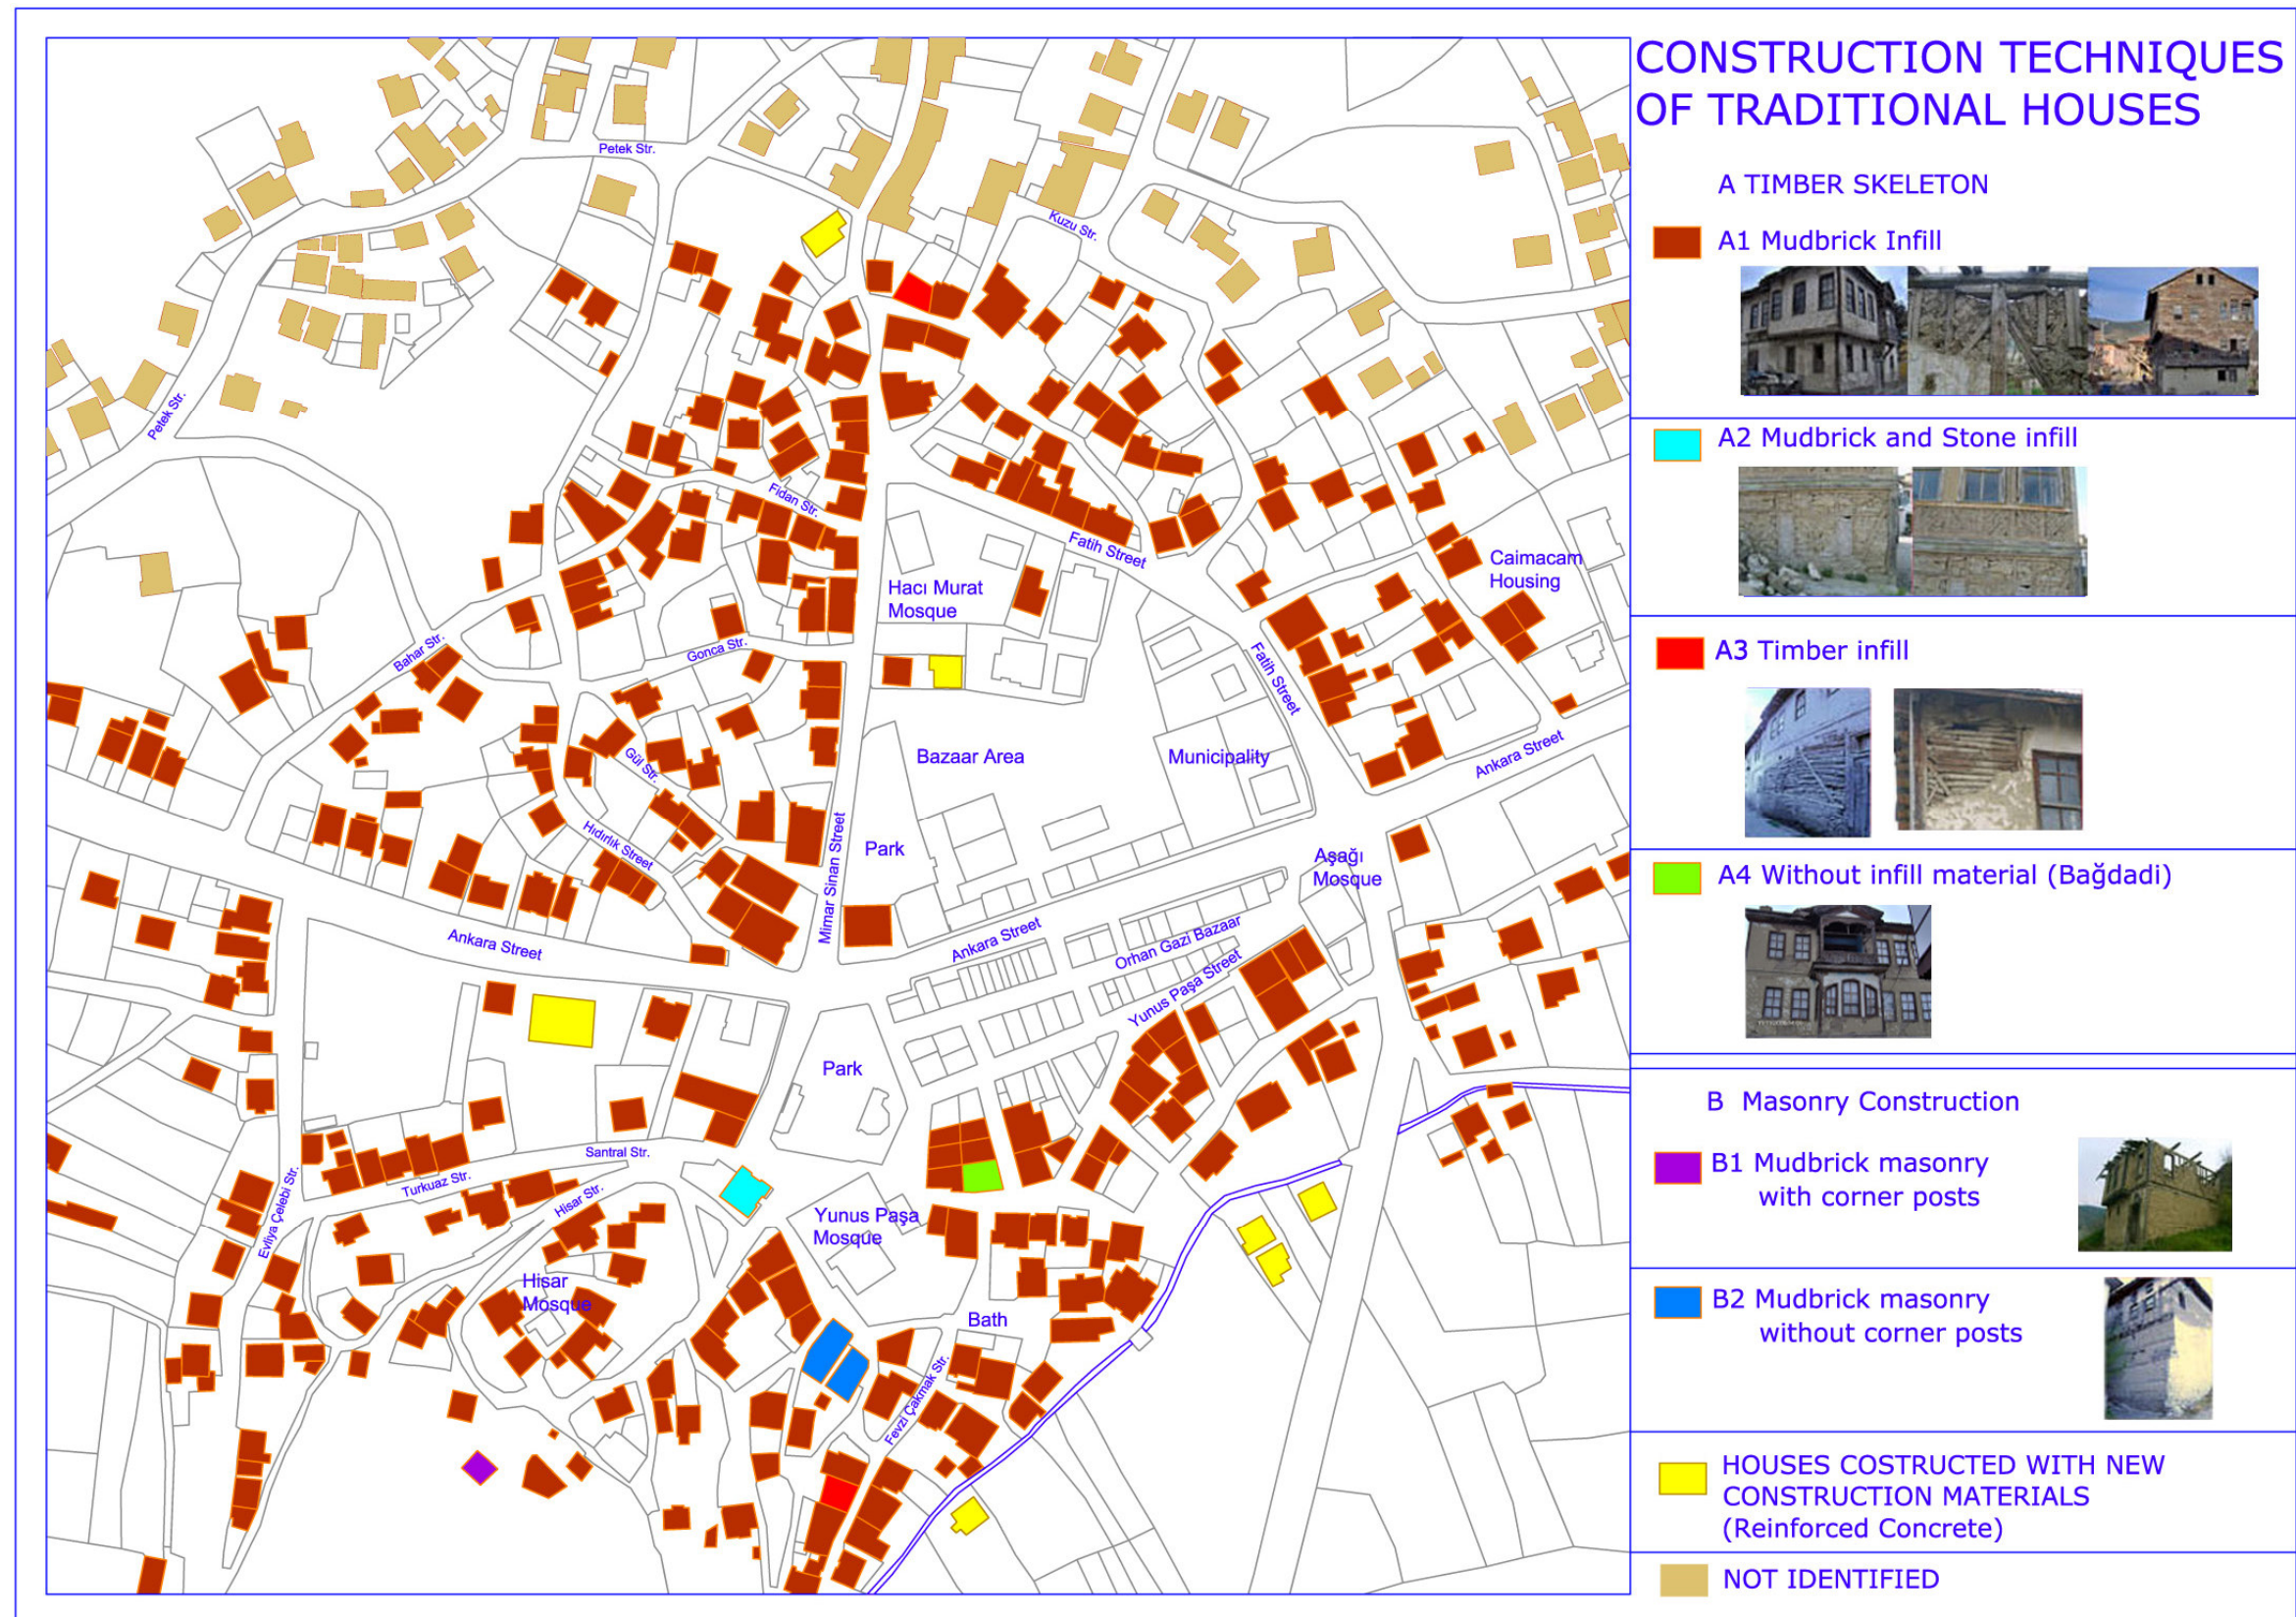 CONSTRUCTION TECHNIQUES
OF TRADITIONAL HOUSES
A TIMBER SKELETON
A1 Mudbrick Infill
A2 Mudbrick and Stone infill
A3 Timber infill
A4 Without infill material (Bağdadi)
B Masonry Construction
B1 Mudbrick masonry
with corner posts
B2 Mudbrick masonry
without corner posts
HOUSES COSTRUCTED WITH NEW
CONSTRUCTION MATERIALS
(Reinforced Concrete)
NOT IDENTIFIED
Petek Str.
Kuzu Str.
Petek Str.
Fidan Str.
Fatih Street
Caimacam
Housing
Hacı Murat
Mosque
Bahar Str.
Gonca Str.
Fatih Street
Gül Str.
Bazaar Area
Municipality
Ankara Street
Hıdırlık Street
Mimar Sinan Street
Park
Aşağı
Mosque
Ankara Street
Ankara Street
Orhan Gazi Bazaar
Yunus Paşa Street
Park
Santral Str.
Turkuaz Str.
Hisar Str.
Evliya Çelebi Str.
Yunus Paşa
Mosque
Hisar
Mosque
Bath
Fevzi Çakmak Str.